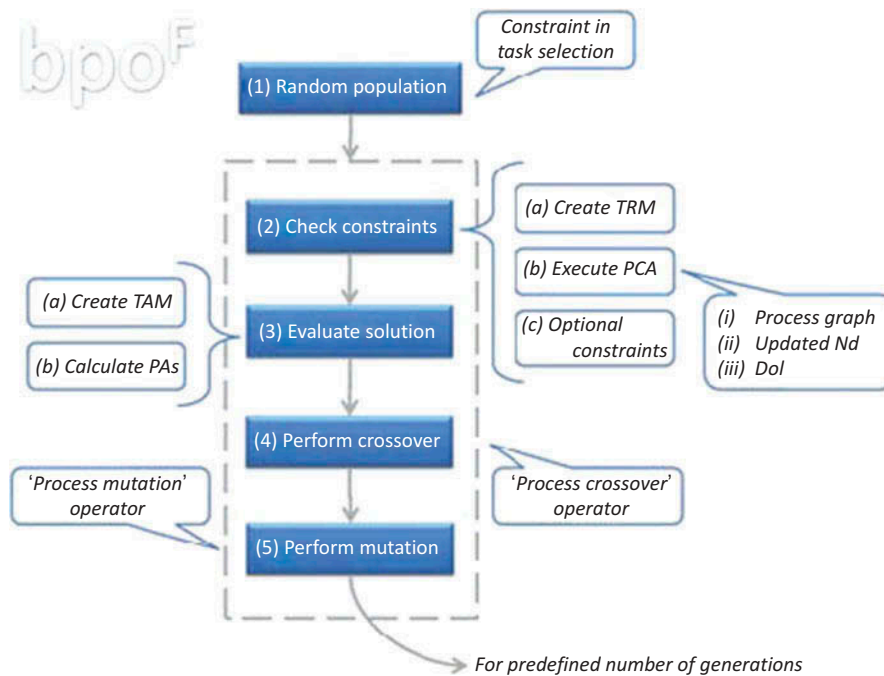 bpoF
Constraint in
task selection
(1) Random population
(2) Check constraints
(a) Create TRM
(b) Execute PCA
(c) Optional
constraints
(i) Process graph
(ii) Updated Nd
(iii) DoI
(a) Create TAM
(b) Calculate PAs
(3) Evaluate solution
(4) Perform crossover
'Process mutation'
operator
'Process crossover'
operator
(5) Perform mutation
For predefined number of generations